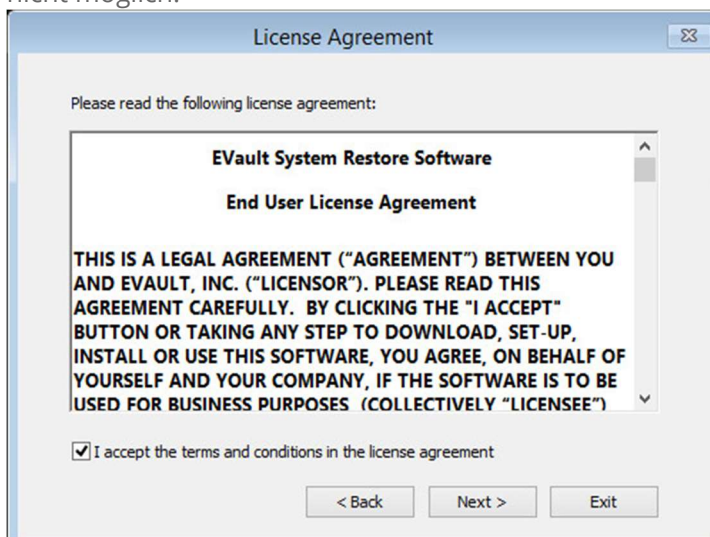 nicht möglich.
License Agreement
Please read the following license agreement:
EVault System Restore Software
End User License Agreement
THIS IS A LEGAL AGREEMENT (“AGREEMENT”) BETWEEN YOU
AND EVAULT, INC. (“LICENSOR”). PLEASE READ THIS
AGREEMENT CAREFULLY.  BY CLICKING THE "I ACCEPT"
BUTTON OR TAKING ANY STEP TO DOWNLOAD, SET-UP,
INSTALL OR USE THIS SOFTWARE, YOU AGREE, ON BEHALF OF
YOURSELF AND YOUR COMPANY, IF THE SOFTWARE IS TO BE
USED FOR BUSINESS PURPOSES  (COLLECTIVELY “LICENSEE”)
I accept the terms and conditions in the license agreement
< Back Next > Exit